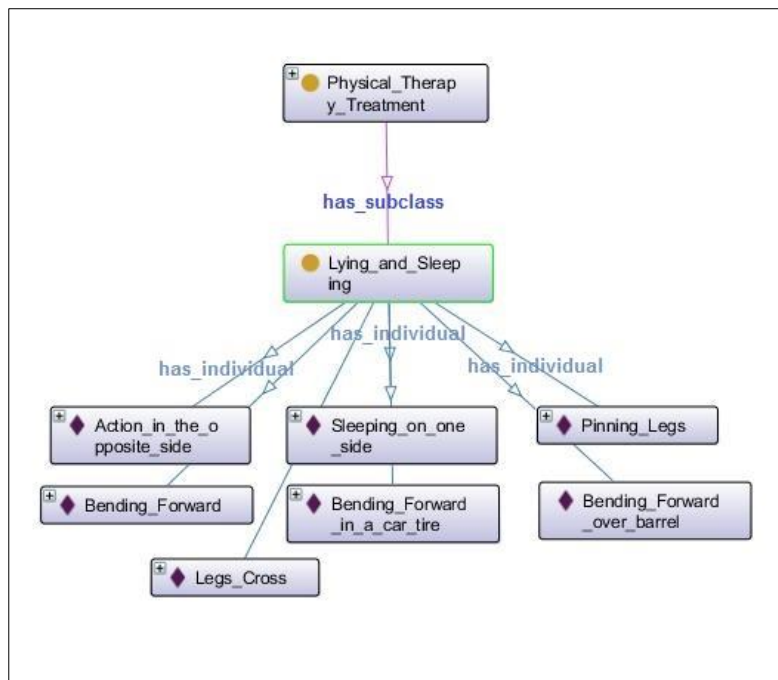 Physical_Therap
y_Treatment
has_subclass
Lying_and_Sleep
ing
has_individual
has_individual
has_individual
Action_in_the_o
pposite_side
Sleeping_on_one
_side
Pinning_Legs
Bending_Forward
Bending_Forward
_in_a_car_tire
Bending_Forward
_over_barrel
Legs_Cross